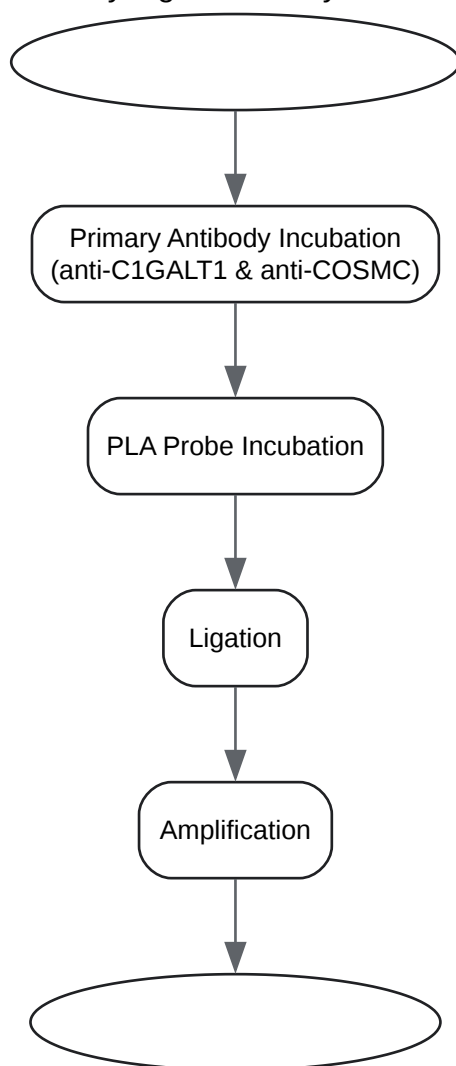 Primary Antibody Incubation
(anti-C1GALT1 & anti-COSMC)
PLA Probe Incubation
Ligation
Amplification